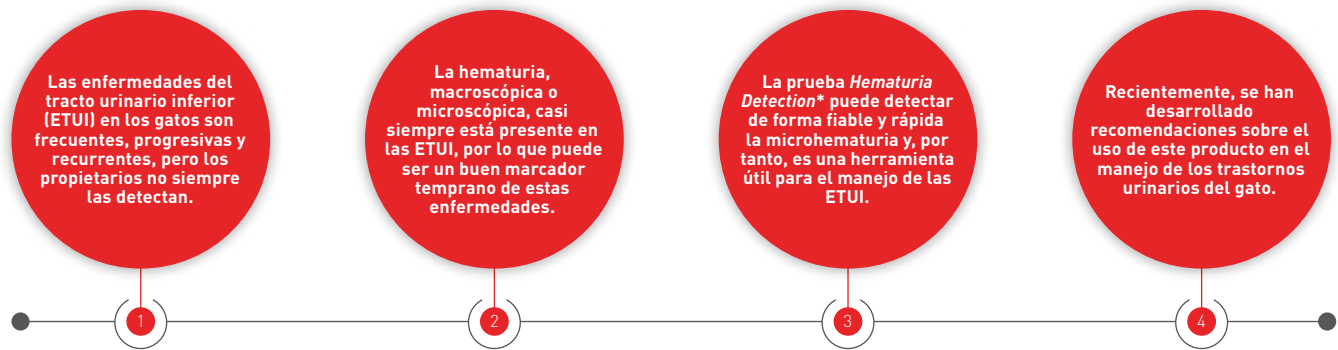 Las enfermedades del
tracto urinario inferior
(ETUI) en los gatos son
frecuentes, progresivas y
recurrentes, pero los
propietarios no siempre
las detectan.
La hematuria,
macroscópica o
microscópica, casi
siempre está presente en
las ETUI, por lo que puede
ser un buen marcador
temprano de estas
enfermedades.
La prueba Hematuria
Detection* puede detectar
de forma fiable y rápida
la microhematuria y, por
tanto, es una herramienta
útil para el manejo de las
ETUI.
Recientemente, se han
desarrollado
recomendaciones sobre el
uso de este producto en el
manejo de los trastornos
urinarios del gato.
1
2
3
4